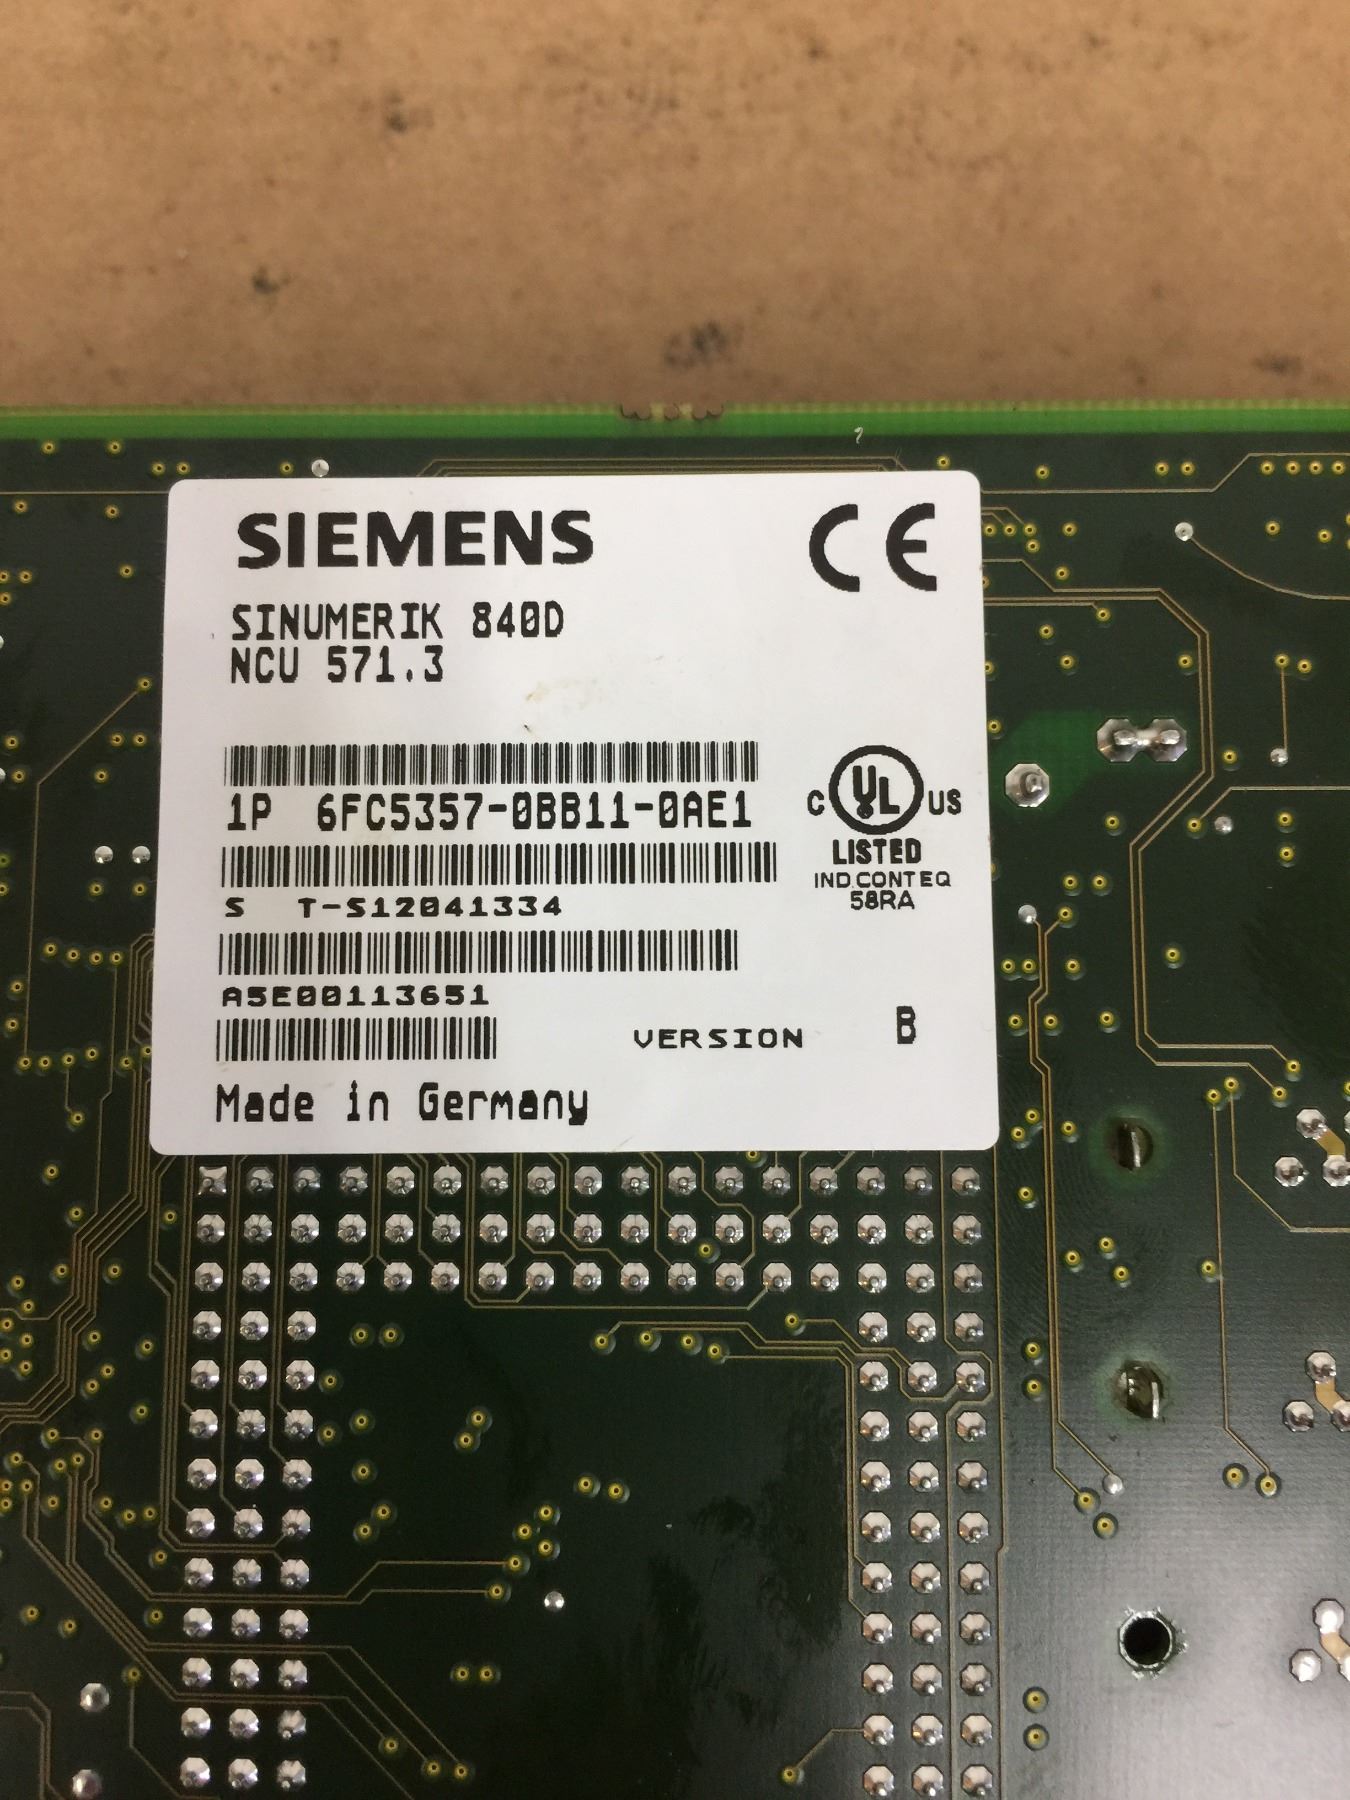 SIEMENS
CE
SINUMERIK 840D
NCU 571.3
1P 6FC5357-0BB11-0AE1
C UL US
LISTED
IND.CONT EQ
58RA
S T-S12041334
A5E00113651
VERSION B
Made in Germany